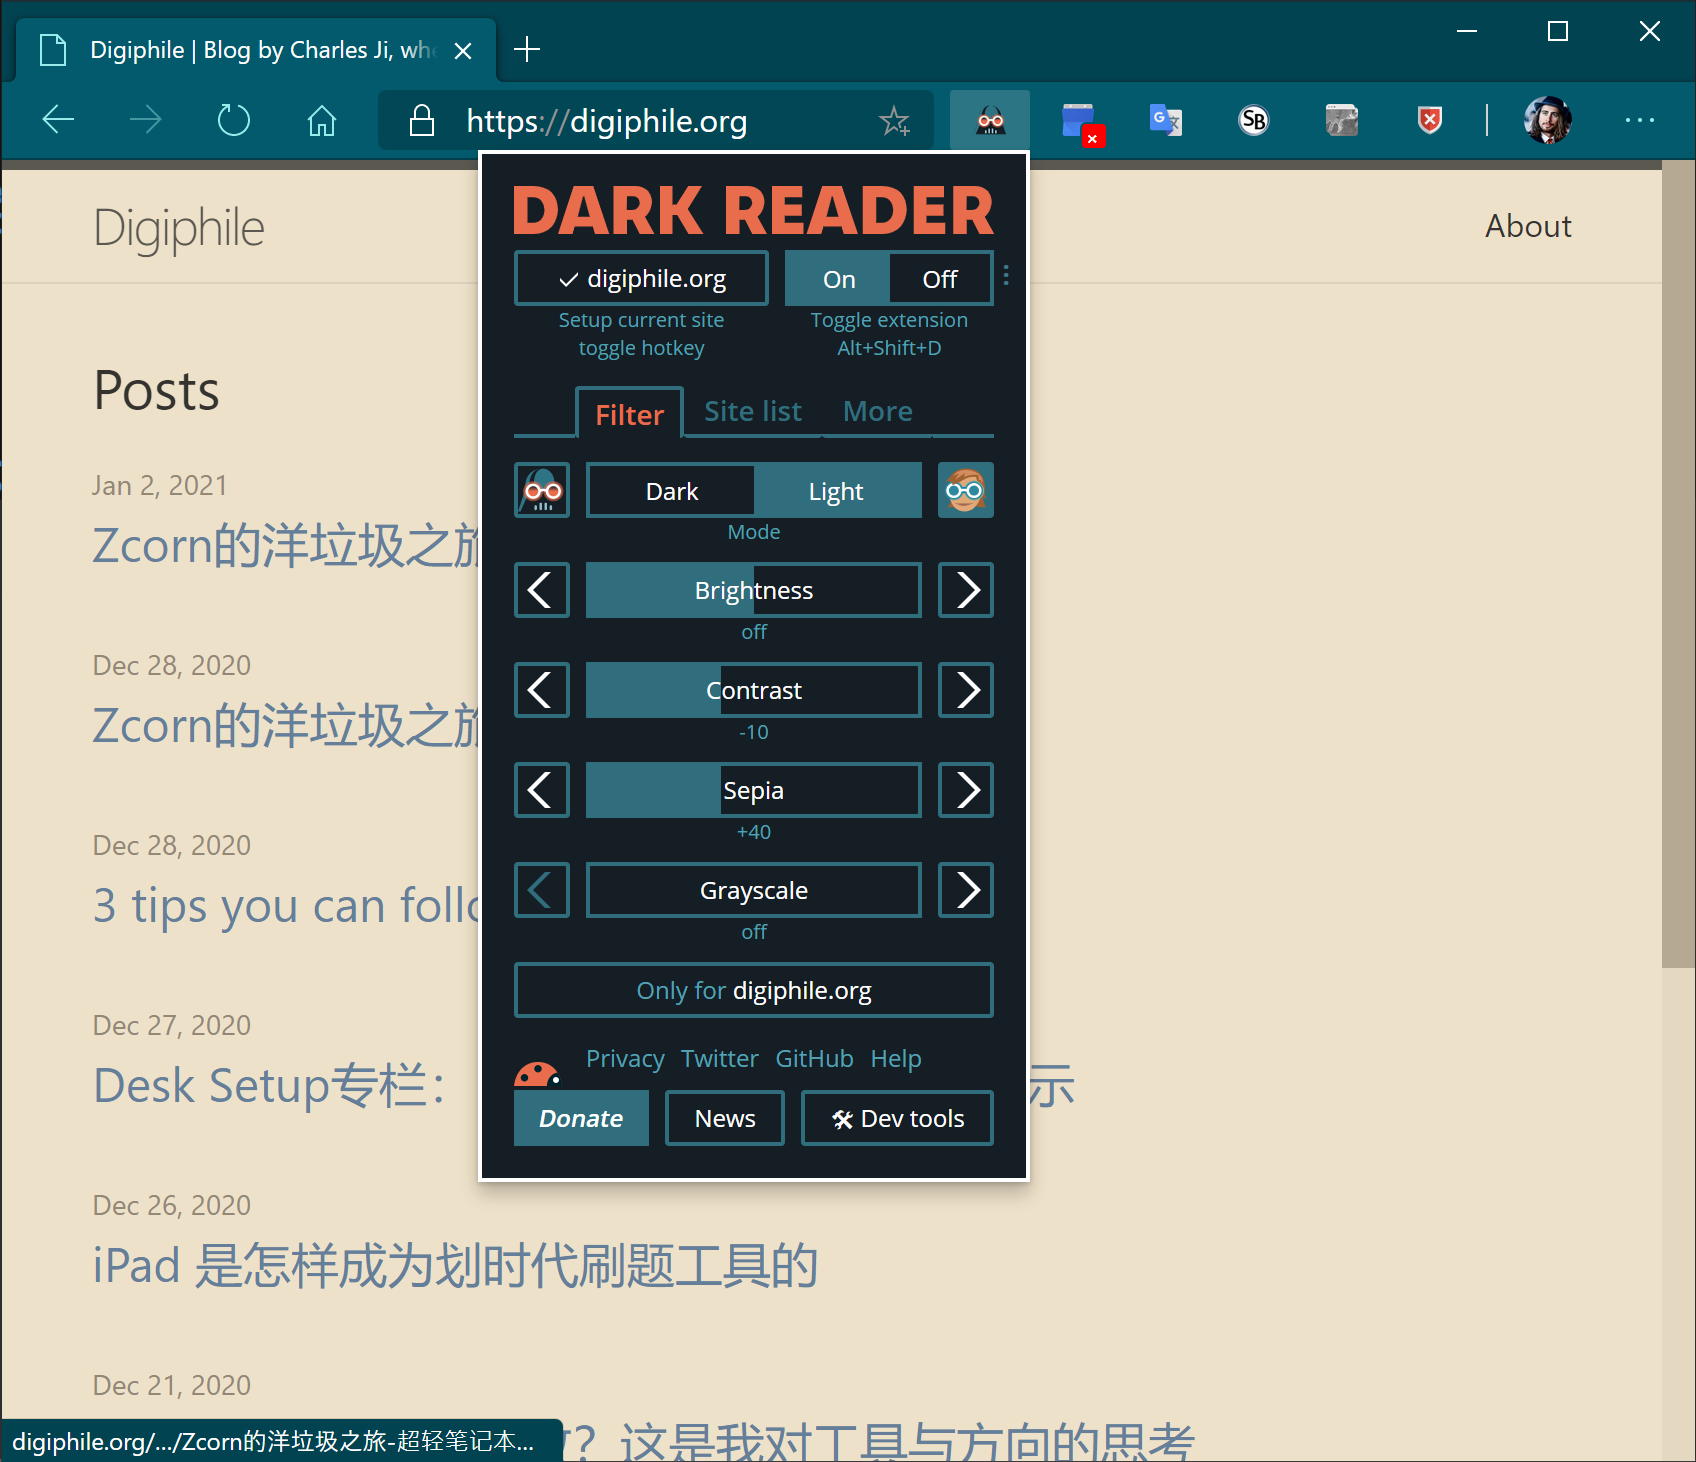 Digiphile | Blog by Charles Ji, whe
https://digiphile.org
SB
Digiphile
About
DARK READER
digiphile.org
On
Off
Setup current site
toggle hotkey
Toggle extension
Alt+Shift+D
Filter
Site list
More
Dark
Light
Mode
Brightness
off
Contrast
-10
Sepia
+40
Grayscale
off
Only for digiphile.org
Privacy
Twitter
GitHub
Help
Donate
News
Dev tools
Posts
Jan 2, 2021
Zcorn的洋垃圾之旅
Dec 28, 2020
Zcorn的洋垃圾之旅
Dec 28, 2020
3 tips you can follo
Dec 27, 2020
Desk Setup专栏：
示
Dec 26, 2020
iPad 是怎样成为划时代刷题工具的
Dec 21, 2020
？这是我对工具与方向的思考
digiphile.org/.../Zcorn的洋垃圾之旅-超轻笔记本...